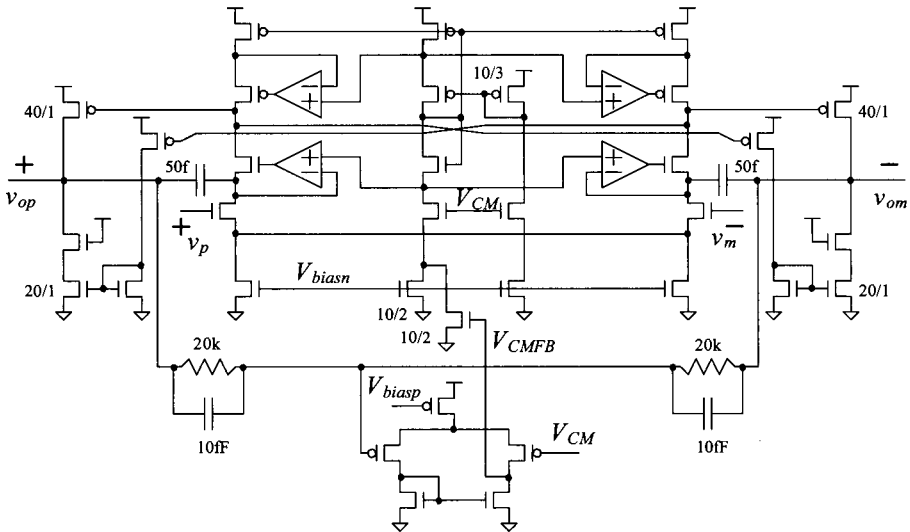 10/3
40/1
40/1
+
50f
50f
−
v_op
V_CM
v_om
+
v_p
v_m
−
V_biasn
20/1
20/1
10/2
10/2
V_CMFB
20k
20k
V_biasp
10fF
V_CM
10fF